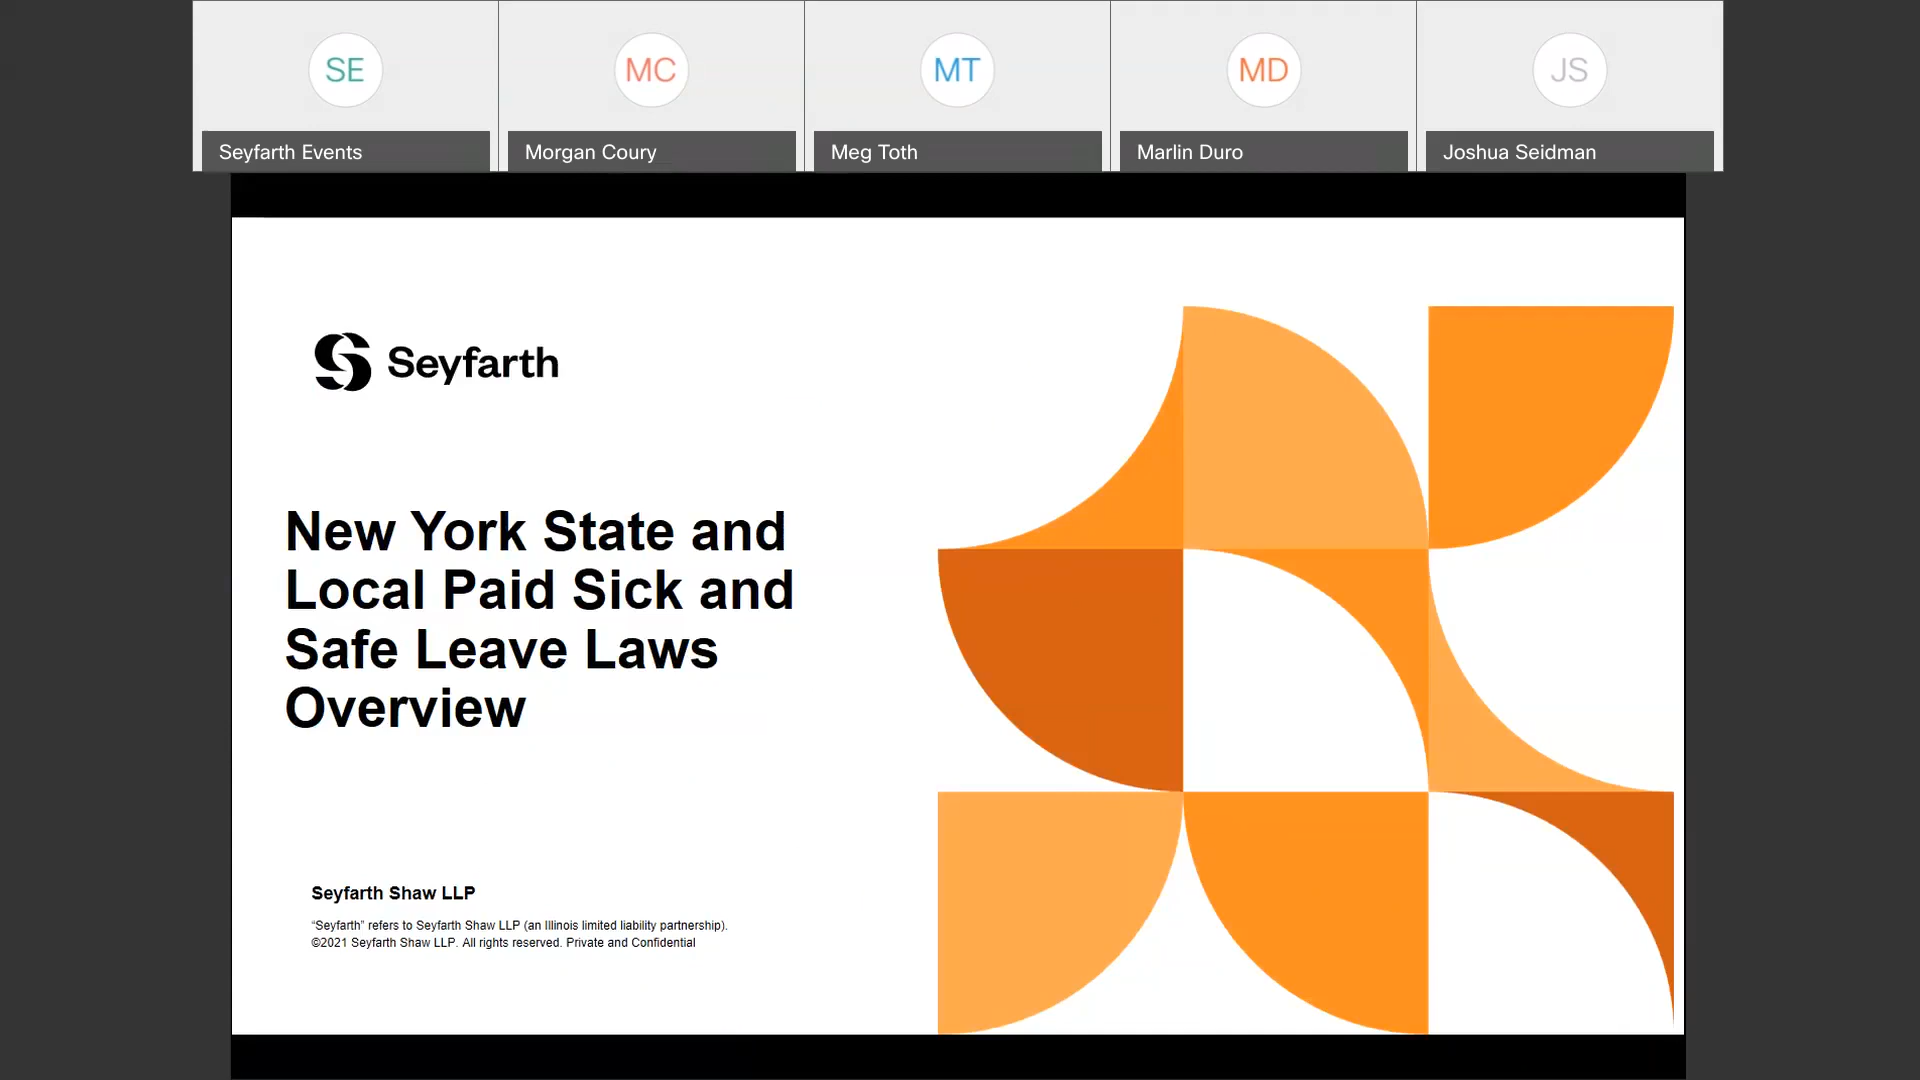 SE
MC
MT
MD
JS
Seyfarth Events
Morgan Coury
Meg Toth
Marlin Duro
Joshua Seidman
Seyfarth
New York State and
Local Paid Sick and
Safe Leave Laws
Overview
Seyfarth Shaw LLP
“Seyfarth” refers to Seyfarth Shaw LLP (an Illinois limited liability partnership).
©2021 Seyfarth Shaw LLP. All rights reserved. Private and Confidential